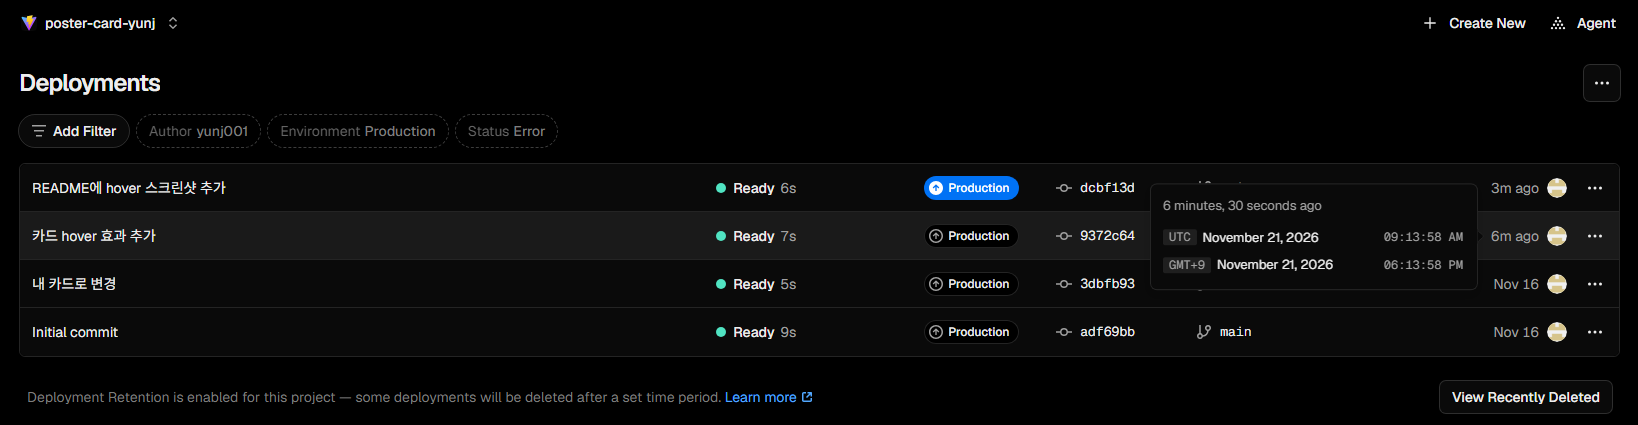 poster-card-yunj
Create New
Agent
Deployments
Add Filter
Author yunj001
Environment Production
Status Error
README에 hover 스크린샷 추가
Ready 6s
Production
dcbf13d
3m ago
카드 hover 효과 추가
Ready 7s
Production
9372c64
6m ago
6 minutes, 30 seconds ago
UTC November 21, 2026 09:13:58 AM
GMT+9 November 21, 2026 06:13:58 PM
내 카드로 변경
Ready 5s
Production
3dbfb93
Nov 16
Initial commit
Ready 9s
Production
adf69bb
main
Nov 16
Deployment Retention is enabled for this project — some deployments will be deleted after a set time period. Learn more
View Recently Deleted